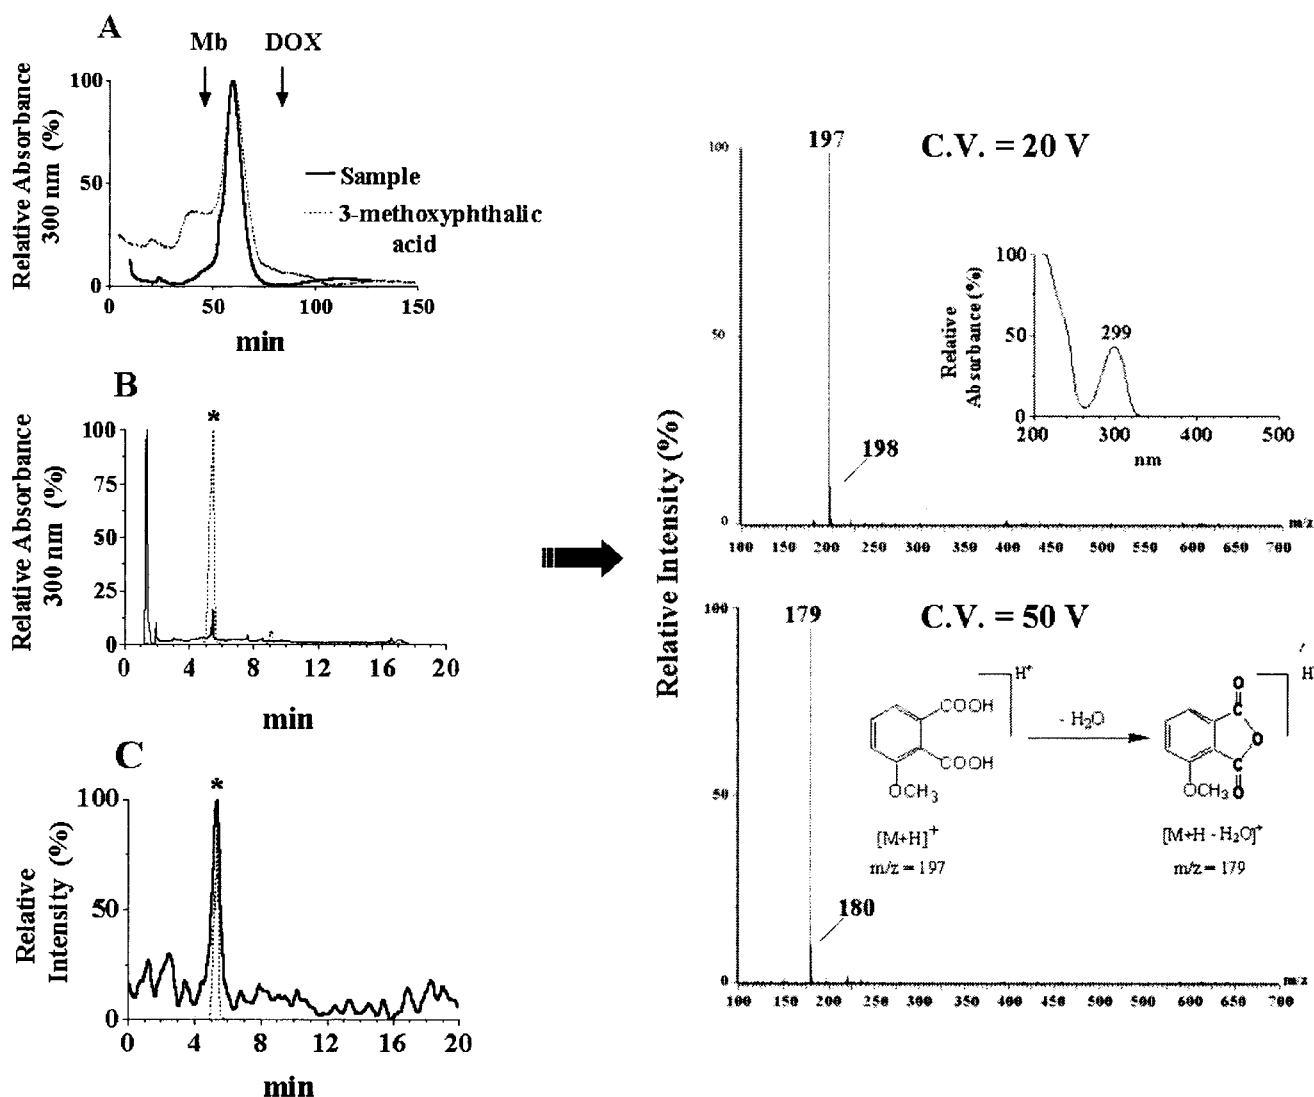 A
Mb
DOX
Relative Absorbance
300 nm (%)
100
50
0
0
50
100
150
min
Sample
3-methoxyphthalic
acid
B
*
Relative Absorbance
300 nm (%)
100
75
50
25
0
0
4
8
12
16
20
min
C
*
Relative
Intensity (%)
100
50
0
0
4
8
12
16
20
min
Relative Intensity (%)
C.V. = 20 V
197
198
100
50
0
100
150
200
250
300
350
400
450
500
550
600
650
700
m/z
Relative
Absorbance (%)
100
50
0
299
200
300
400
500
nm
C.V. = 50 V
179
180
100
50
0
100
150
200
250
300
350
400
450
500
550
600
650
700
m/z
H⁺
COOH
COOH
OCH₃
[M+H]⁺
m/z = 197
- H₂O
H
O
C
O
C
O
OCH₃
[M+H - H₂O]⁺
m/z = 179